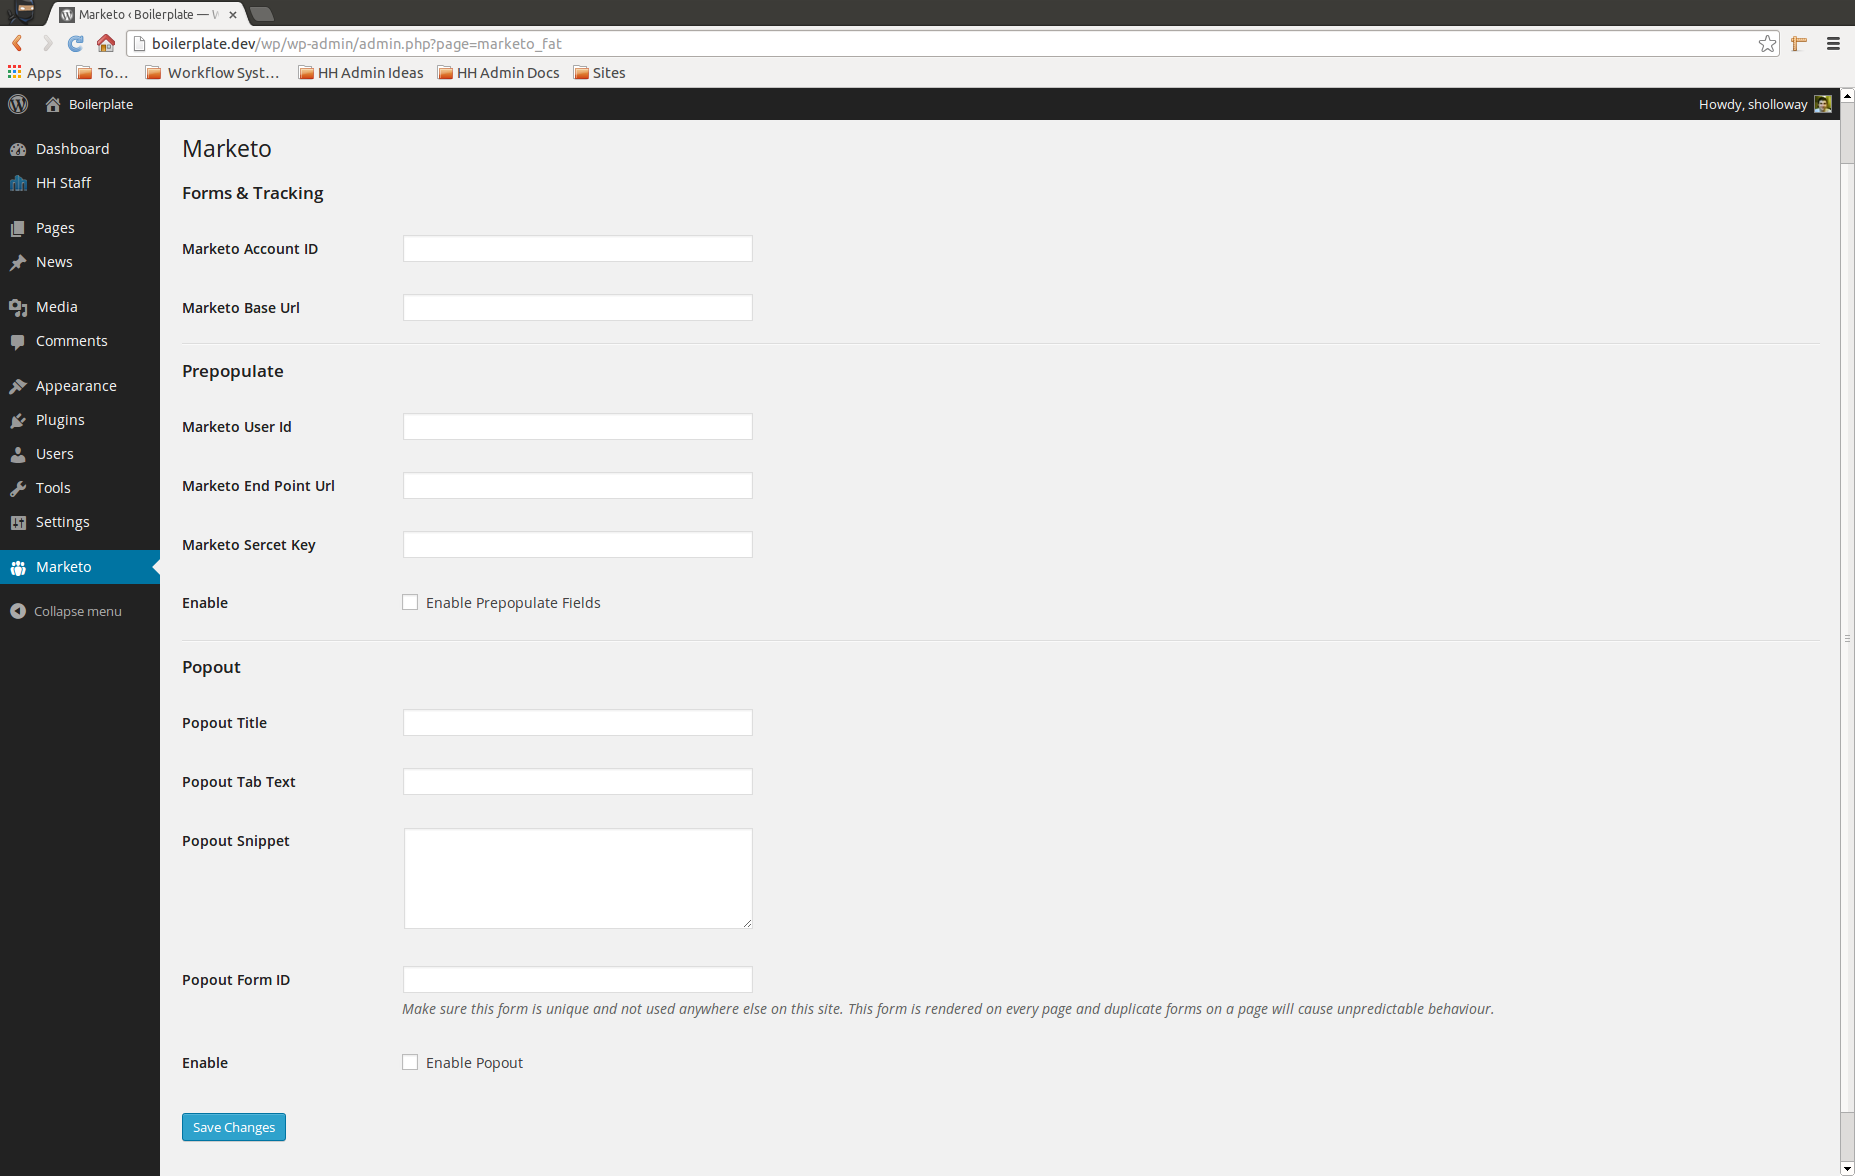 Marketo ‹ Boilerplate — W
boilerplate.dev/wp/wp-admin/admin.php?page=marketo_fat
Apps To... Workflow Syst... HH Admin Ideas HH Admin Docs Sites
Boilerplate
Howdy, sholloway
Dashboard
HH Staff
Pages
News
Media
Comments
Appearance
Plugins
Users
Tools
Settings
Marketo
Collapse menu
Marketo
Forms & Tracking
Marketo Account ID
Marketo Base Url
Prepopulate
Marketo User Id
Marketo End Point Url
Marketo Sercet Key
Enable Enable Prepopulate Fields
Popout
Popout Title
Popout Tab Text
Popout Snippet
Popout Form ID
Make sure this form is unique and not used anywhere else on this site. This form is rendered on every page and duplicate forms on a page will cause unpredictable behaviour.
Enable Enable Popout
Save Changes